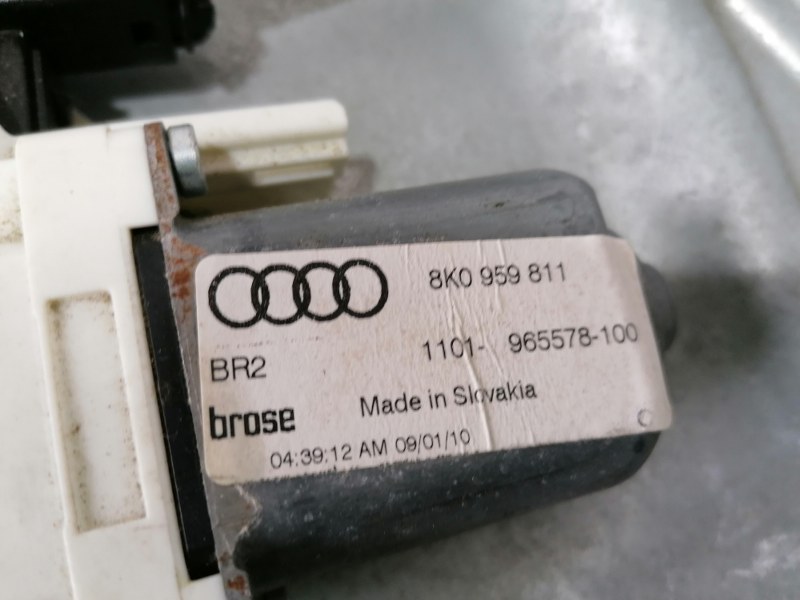 8K0 959 811
BR2
1101- 965578-100
brose
Made in Slovakia
04:39:12 AM 09/01/10